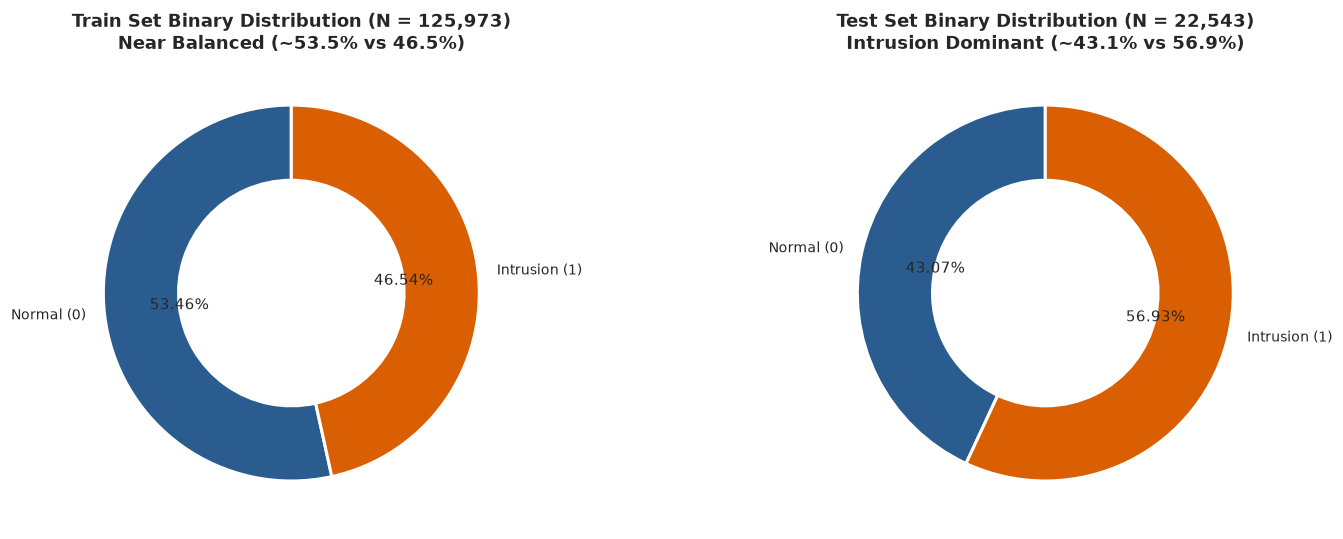 Train Set Binary Distribution (N = 125,973)
Near Balanced (~53.5% vs 46.5%)
Normal (0)
53.46%
46.54%
Intrusion (1)
Test Set Binary Distribution (N = 22,543)
Intrusion Dominant (~43.1% vs 56.9%)
Normal (0)
43.07%
56.93%
Intrusion (1)